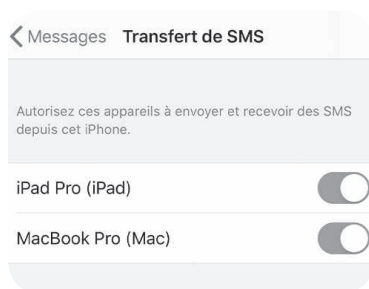 Messages Transfert de SMS
Autorisez ces appareils à envoyer et recevoir des SMS
depuis cet iPhone.
iPad Pro (iPad)
MacBook Pro (Mac)